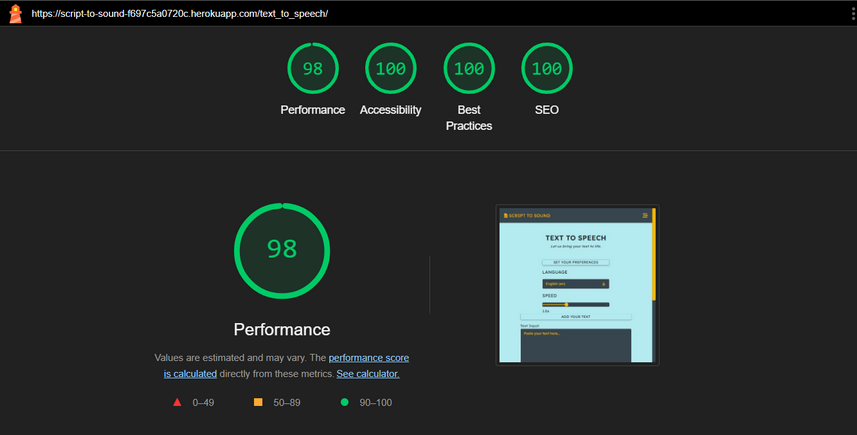 https://script-to-sound-f697c5a0720c.herokuapp.com/text_to_speech/
98 100 100 100
Performance Accessibility Best SEO
Practices
98
Performance
Values are estimated and may vary. The performance score
is calculated directly from these metrics. See calculator.
0–49 50–89 90–100
SCRIPT TO SOUND
TEXT TO SPEECH
Let us bring your text to life.
SET YOUR PREFERENCES
LANGUAGE
English (en)
SPEED
1.0x
ADD YOUR TEXT
Text Input
Paste your text here...